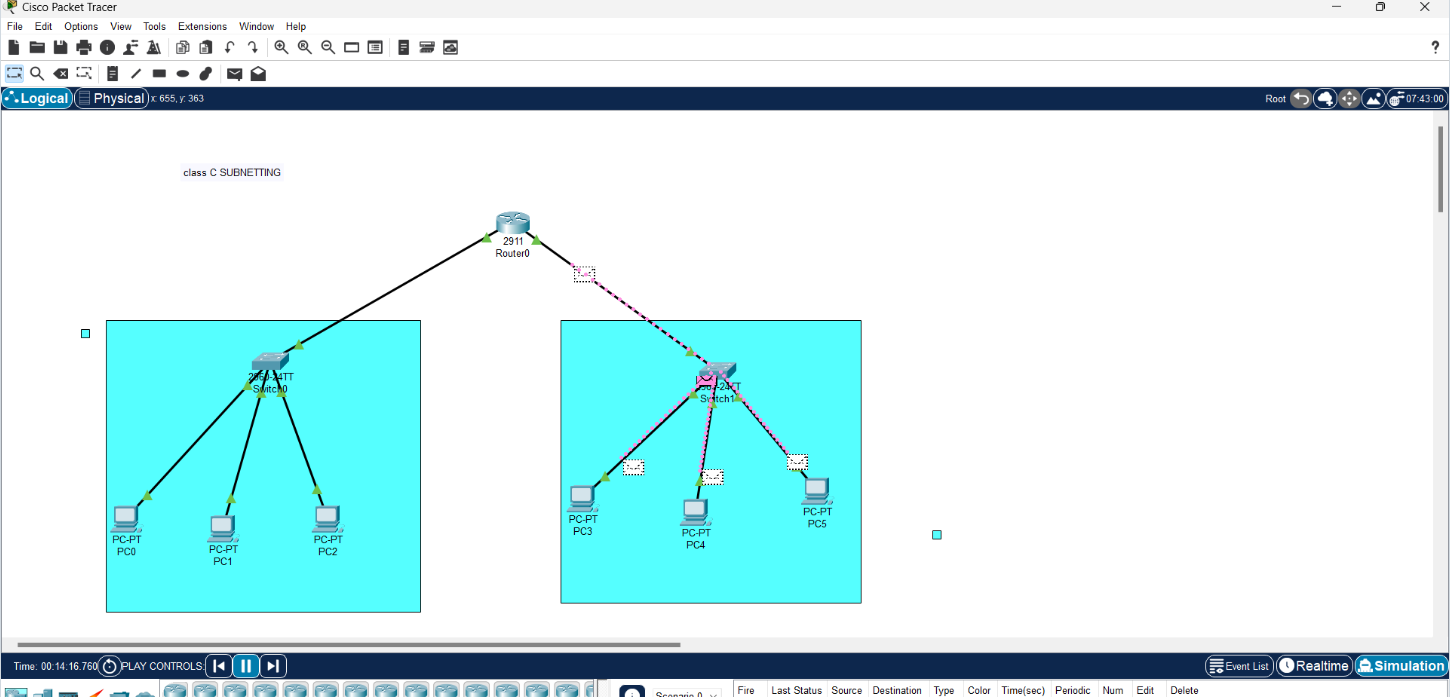 Cisco Packet Tracer
File Edit Options View Tools Extensions Window Help
?
Logical Physical x: 655, y: 363 Root 07:43:00
class C SUBNETTING
2911
Router0
2960-24TT
Switch0
Switch1
PC-PT
PC0
PC-PT
PC1
PC-PT
PC2
PC-PT
PC3
PC-PT
PC4
PC-PT
PC5
Time: 00:14:16.760 PLAY CONTROLS: Event List Realtime Simulation
Scenario 0 Fire Last Status Source Destination Type Color Time(sec) Periodic Num Edit Delete